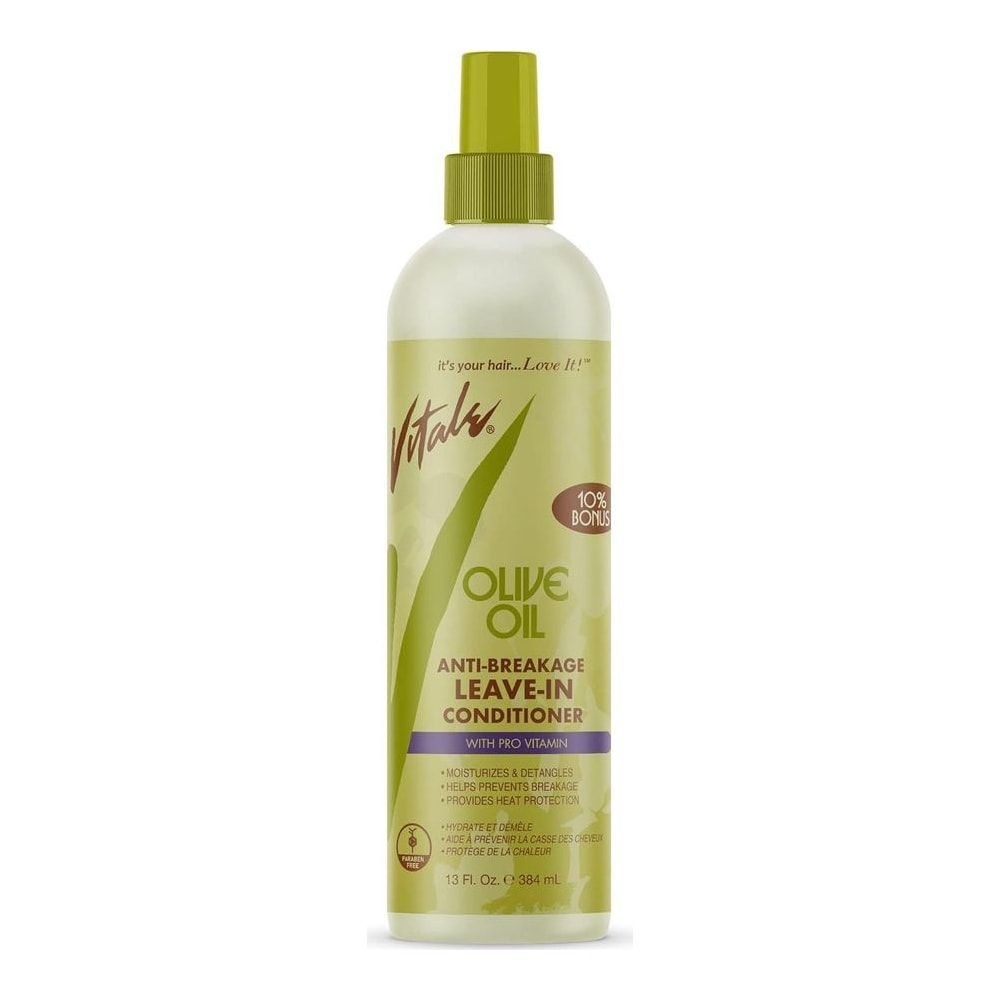 it's your hair...Love It!™
Vitale®
10%
BONUS
OLIVE
OIL
ANTI-BREAKAGE
LEAVE-IN
CONDITIONER
WITH PRO VITAMIN
• MOISTURIZES & DETANGLES
• HELPS PREVENTS BREAKAGE
• PROVIDES HEAT PROTECTION
• HYDRATE ET DÉMÊLE
• AIDE À PRÉVENIR LA CASSE DES CHEVEUX
• PROTÈGE DE LA CHALEUR
PARABEN
FREE
13 Fl. Oz. ℮ 384 mL